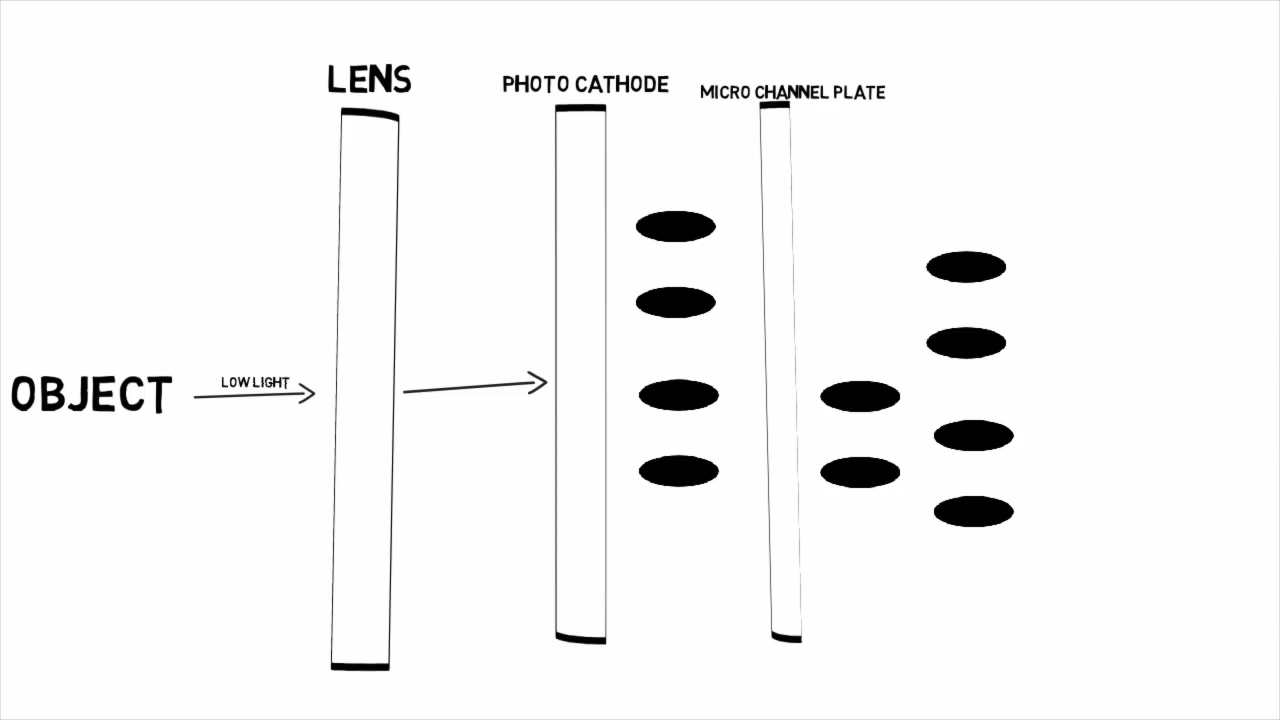 LENS
PHOTO CATHODE
MICRO CHANNEL PLATE
OBJECT
LOW LIGHT